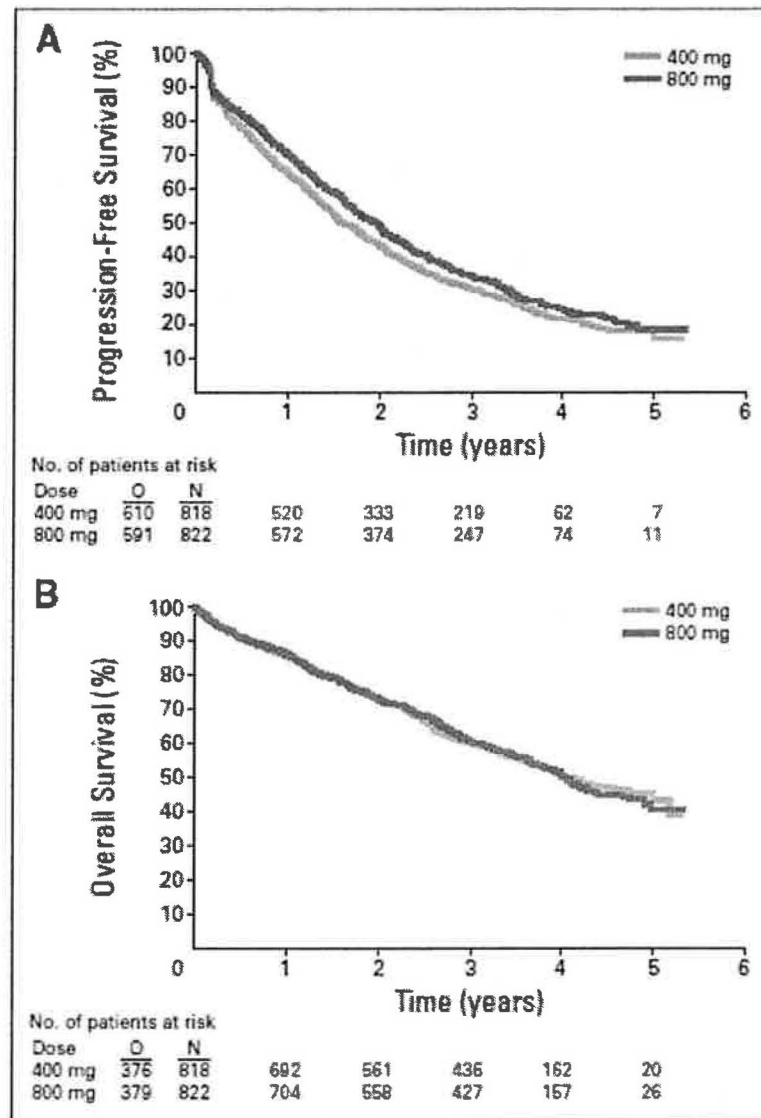 A
Progression-Free Survival (%)
100
90
80
70
60
50
40
30
20
10
0
1
2
3
4
5
6
400 mg
800 mg
Time (years)
No. of patients at risk
Dose O N
400 mg 610 818 520 333 219 62 7
800 mg 591 822 572 374 247 74 11
B
Overall Survival (%)
100
90
80
70
60
50
40
30
20
10
0
1
2
3
4
5
6
400 mg
800 mg
Time (years)
No. of patients at risk
Dose O N
400 mg 376 818 692 561 436 162 20
800 mg 379 822 704 558 427 157 26